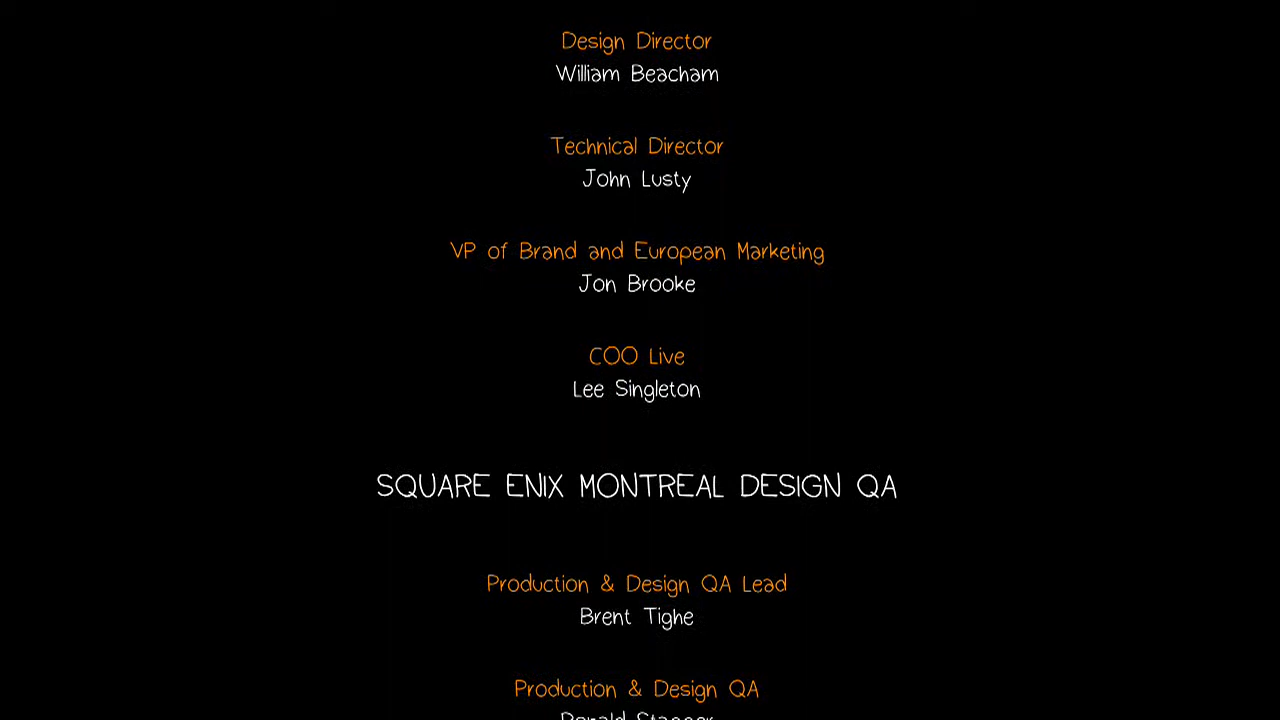 Design Director
William Beacham
Technical Director
John Lusty
VP of Brand and European Marketing
Jon Brooke
COO Live
Lee Singleton
SQUARE ENIX MONTREAL DESIGN QA
Production & Design QA Lead
Brent Tighe
Production & Design QA